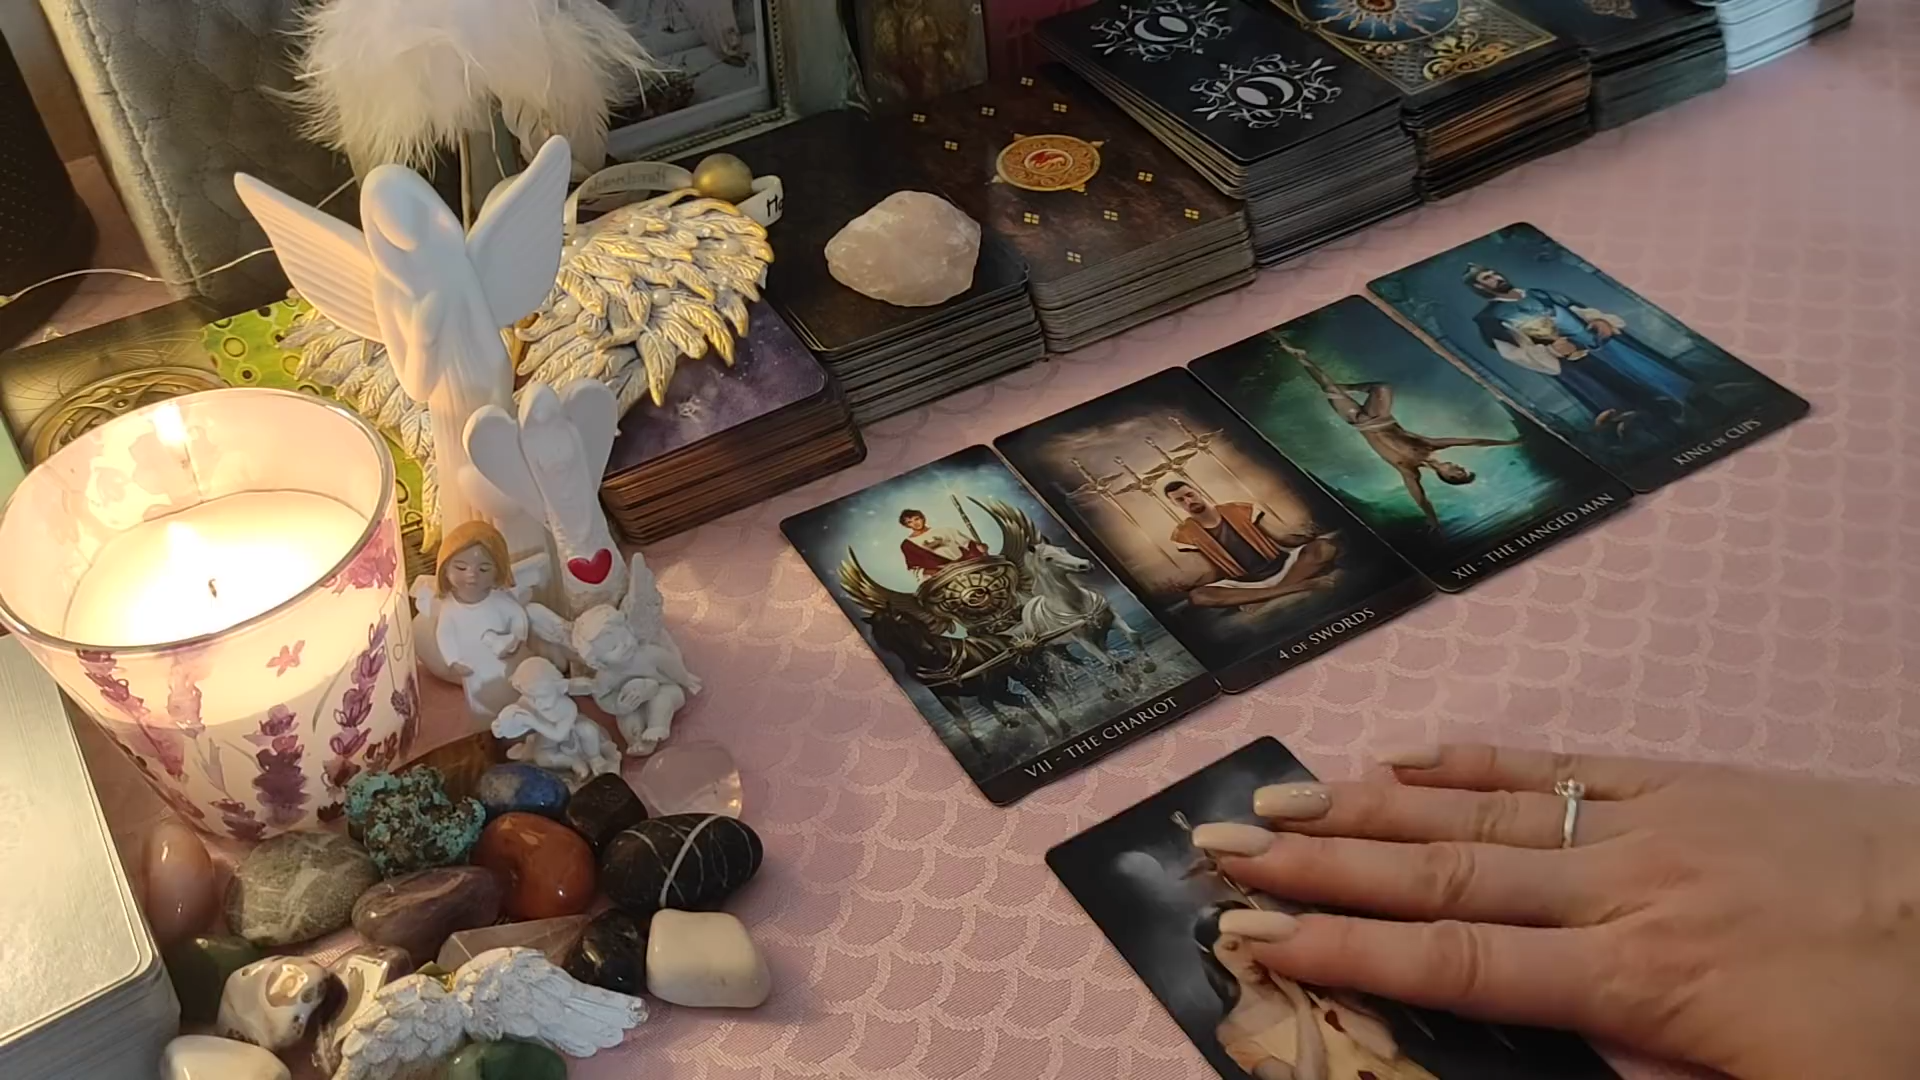 VII - THE CHARIOT
4 OF SWORDS
XII - THE HANGED MAN
KING OF CUPS